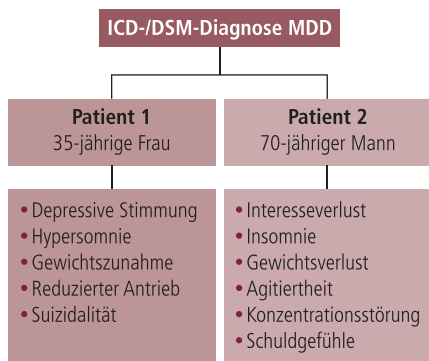 ICD-/DSM-Diagnose MDD
Patient 1
35-jährige Frau
• Depressive Stimmung
• Hypersomnie
• Gewichtszunahme
• Reduzierter Antrieb
• Suizidalität
Patient 2
70-jähriger Mann
• Interesseverlust
• Insomnie
• Gewichtsverlust
• Agitiertheit
• Konzentrationsstörung
• Schuldgefühle